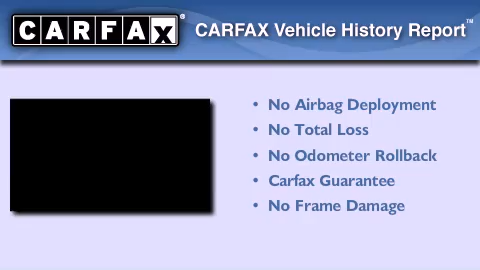 CARFAX® CARFAX Vehicle History Report™
• No Airbag Deployment
• No Total Loss
• No Odometer Rollback
• Carfax Guarantee
• No Frame Damage